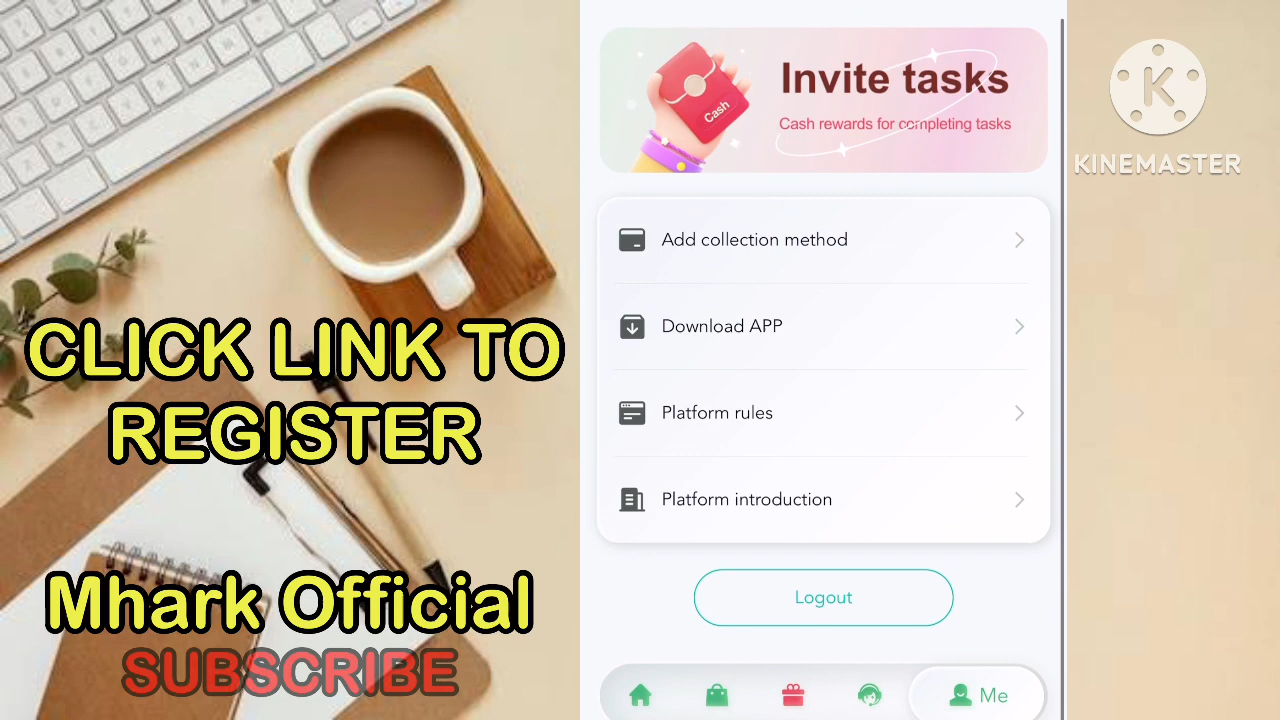 CLICK LINK TO
REGISTER
Mhark Official
SUBSCRIBE
Invite tasks
Cash rewards for completing tasks
Cash
Add collection method
Download APP
Platform rules
Platform introduction
Logout
Me
K
KINEMASTER